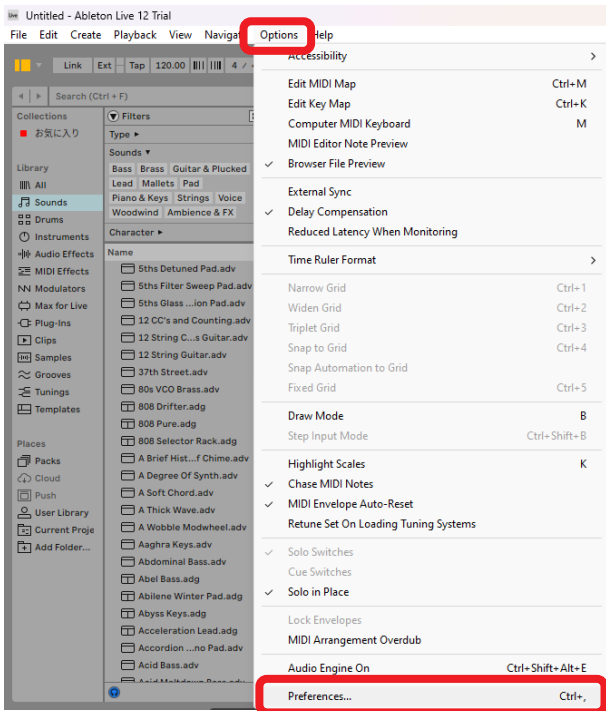 Untitled - Ableton Live 12 Trial
File Edit Create Playback View Navigat Options Help
Link Ext Tap 120.00 4 /
Search (Ctrl + F)
Collections
お気に入り
Library
All
Sounds
Drums
Instruments
Audio Effects
MIDI Effects
Modulators
Max for Live
Plug-Ins
Clips
Samples
Grooves
Tunings
Templates
Places
Packs
Cloud
Push
User Library
Current Proje
Add Folder...
Filters
Type
Sounds
Bass Brass Guitar & Plucked
Lead Mallets Pad
Piano & Keys Strings Voice
Woodwind Ambience & FX
Character
Name
5ths Detuned Pad.adv
5ths Filter Sweep Pad.adv
5ths Glass ...ion Pad.adv
12 CC's and Counting.adv
12 String C...s Guitar.adv
12 String Guitar.adv
37th Street.adv
80s VCO Brass.adv
808 Drifter.adg
808 Pure.adg
808 Selector Rack.adg
A Brief Hist...f Chime.adv
A Degree Of Synth.adv
A Soft Chord.adv
A Thick Wave.adv
A Wobble Modwheel.adv
Aaghra Keys.adv
Abdominal Bass.adv
Abel Bass.adg
Abilene Winter Pad.adg
Abyss Keys.adg
Acceleration Lead.adg
Accordion ...no Pad.adv
Acid Bass.adv
Acid Meltdown Bass.adv
Accessibility
Edit MIDI Map Ctrl+M
Edit Key Map Ctrl+K
Computer MIDI Keyboard M
MIDI Editor Note Preview
Browser File Preview
External Sync
Delay Compensation
Reduced Latency When Monitoring
Time Ruler Format
Narrow Grid Ctrl+1
Widen Grid Ctrl+2
Triplet Grid Ctrl+3
Snap to Grid Ctrl+4
Snap Automation to Grid
Fixed Grid Ctrl+5
Draw Mode B
Step Input Mode Ctrl+Shift+B
Highlight Scales K
Chase MIDI Notes
MIDI Envelope Auto-Reset
Retune Set On Loading Tuning Systems
Solo Switches
Cue Switches
Solo in Place
Lock Envelopes
MIDI Arrangement Overdub
Audio Engine On Ctrl+Shift+Alt+E
Preferences... Ctrl+,